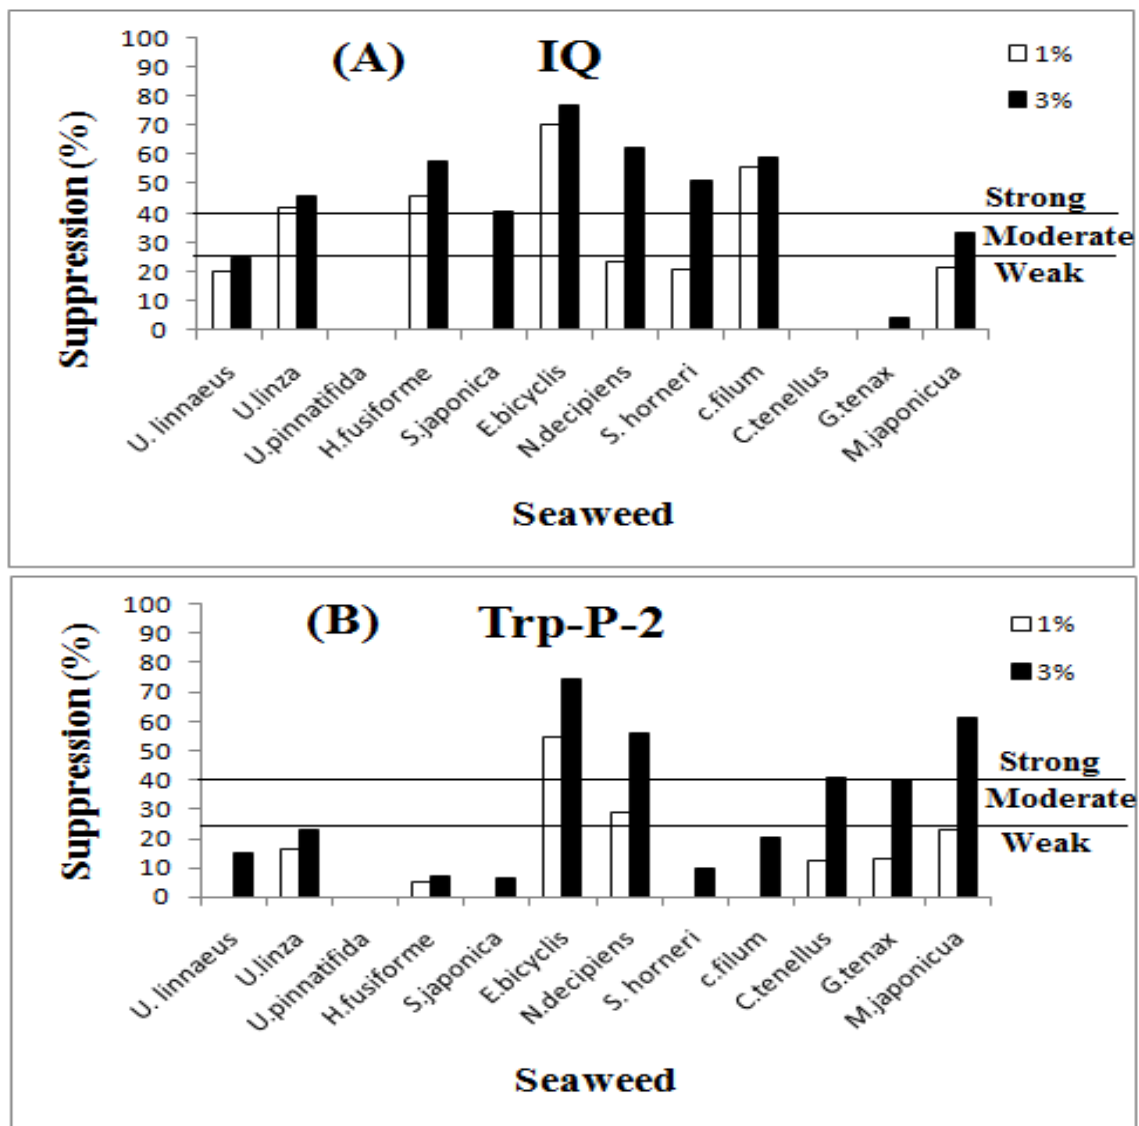 (A) IQ
1%
3%
Suppression (%)
100
90
80
70
60
50
40
30
20
10
0
Strong
Moderate
Weak
U. linnaeus
U.linza
U.pinnatifida
H.fusiforme
S.japonica
E.bicyclis
N.decipiens
S. horneri
c.filum
C.tenellus
G.tenax
M.japonicua
Seaweed
(B) Trp-P-2
1%
3%
Suppression (%)
100
90
80
70
60
50
40
30
20
10
0
Strong
Moderate
Weak
U. linnaeus
U.linza
U.pinnatifida
H.fusiforme
S.japonica
E.bicyclis
N.decipiens
S. horneri
c.filum
C.tenellus
G.tenax
M.japonicua
Seaweed